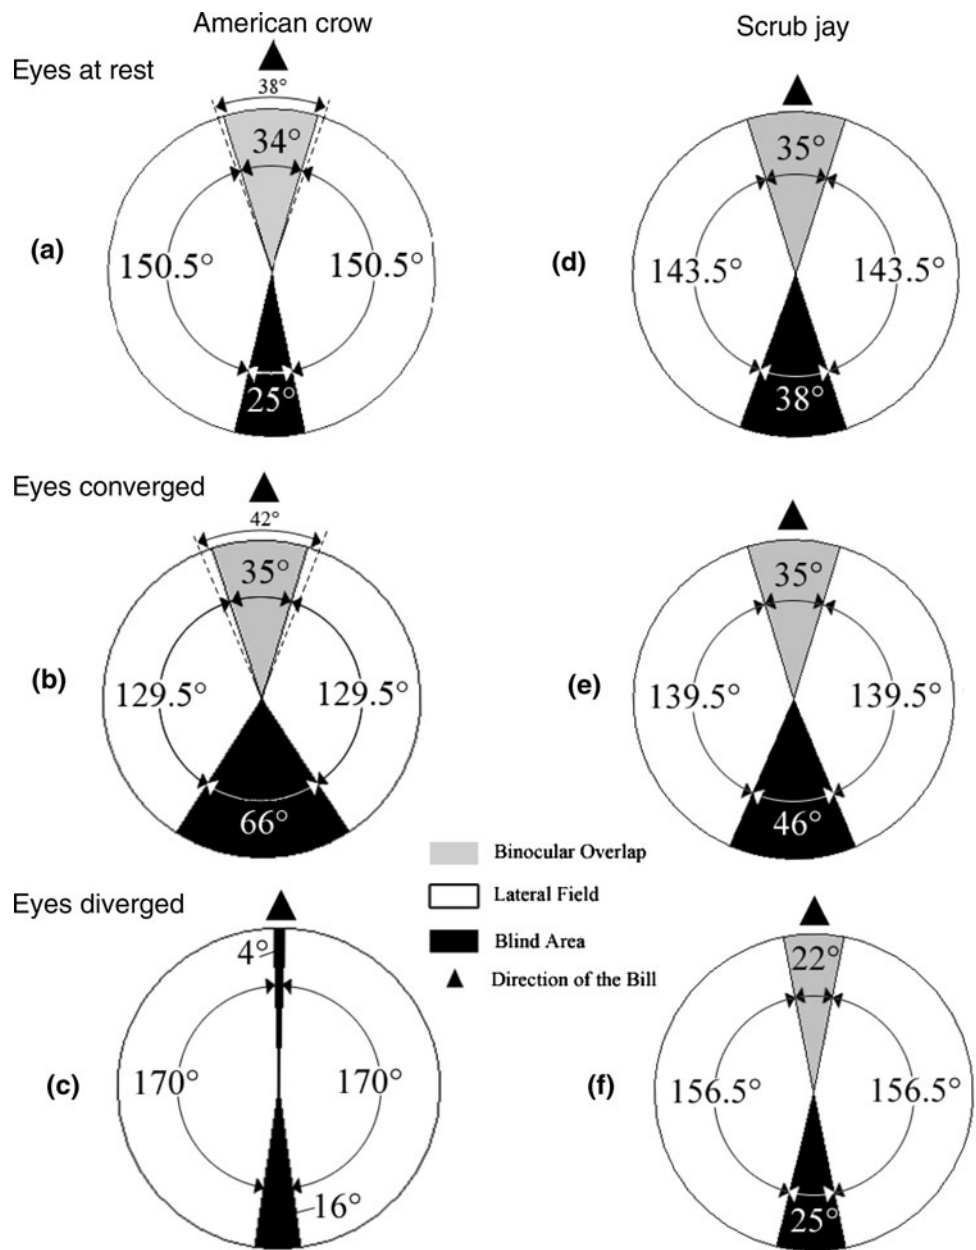 American crow
Scrub jay
Eyes at rest
38°
34°
35°
(a)
150.5°
150.5°
(d)
143.5°
143.5°
25°
38°
Eyes converged
42°
35°
35°
(b)
129.5°
129.5°
(e)
139.5°
139.5°
66°
46°
Binocular Overlap
Lateral Field
Blind Area
Direction of the Bill
Eyes diverged
4°
22°
(c)
170°
170°
(f)
156.5°
156.5°
16°
25°